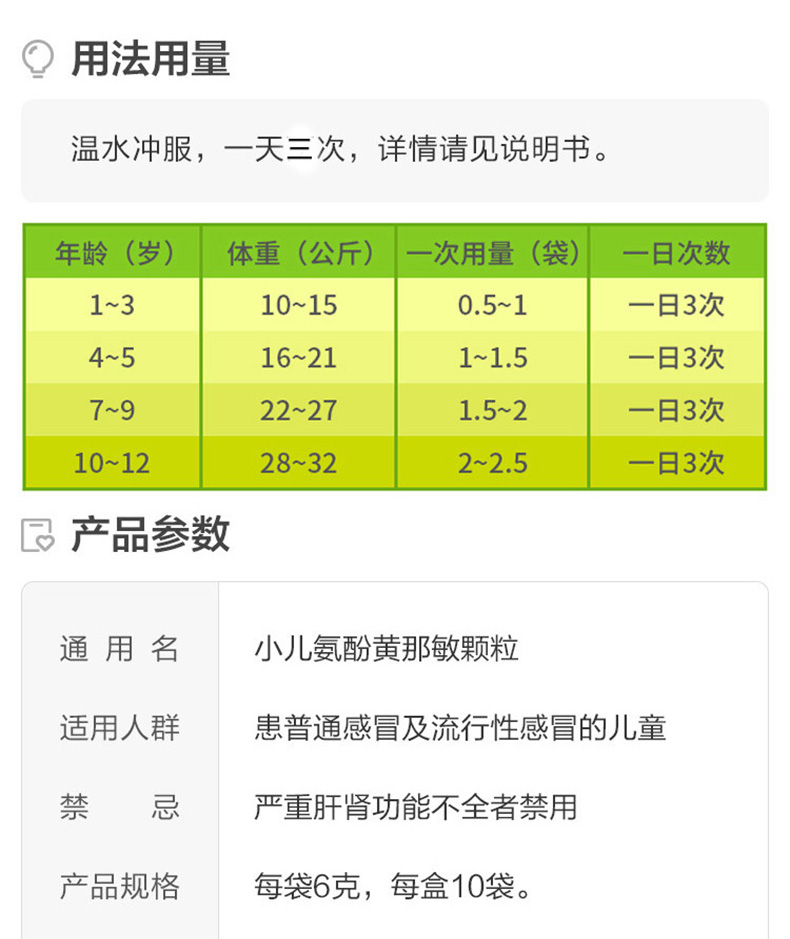 用法用量
温水冲服，一天三次，详情请见说明书。
年龄（岁） 体重（公斤） 一次用量（袋） 一日次数
1~3 10~15 0.5~1 一日3次
4~5 16~21 1~1.5 一日3次
7~9 22~27 1.5~2 一日3次
10~12 28~32 2~2.5 一日3次
产品参数
通用名 小儿氨酚黄那敏颗粒
适用人群 患普通感冒及流行性感冒的儿童
禁忌 严重肝肾功能不全者禁用
产品规格 每袋6克，每盒10袋。